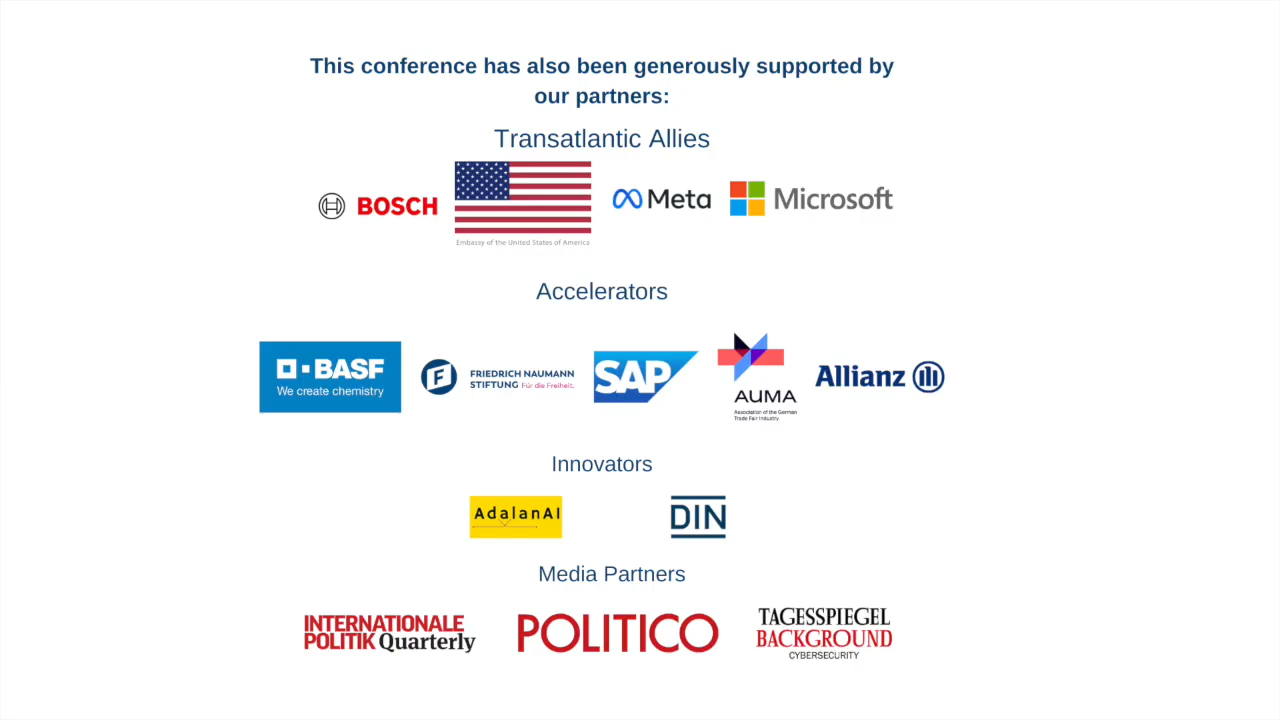 This conference has also been generously supported by
our partners:
Transatlantic Allies
BOSCH
Embassy of the United States of America
Meta
Microsoft
Accelerators
BASF
We create chemistry
FRIEDRICH NAUMANN
STIFTUNG Für die Freiheit.
SAP
AUMA
Association of the German
Trade Fair Industry
Allianz
Innovators
AdalanAI
DIN
Media Partners
INTERNATIONALE
POLITIK Quarterly
POLITICO
TAGESSPIEGEL
BACKGROUND
CYBERSECURITY